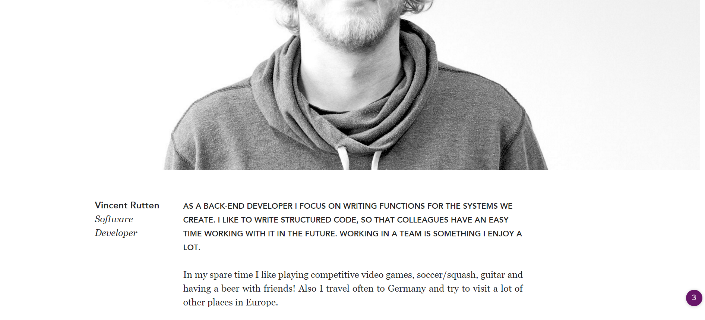 Vincent Rutten
Software
Developer
AS A BACK-END DEVELOPER I FOCUS ON WRITING FUNCTIONS FOR THE SYSTEMS WE
CREATE. I LIKE TO WRITE STRUCTURED CODE, SO THAT COLLEAGUES HAVE AN EASY
TIME WORKING WITH IT IN THE FUTURE. WORKING IN A TEAM IS SOMETHING I ENJOY A
LOT.
In my spare time I like playing competitive video games, soccer/squash, guitar and
having a beer with friends! Also I travel often to Germany and try to visit a lot of
other places in Europe.
3